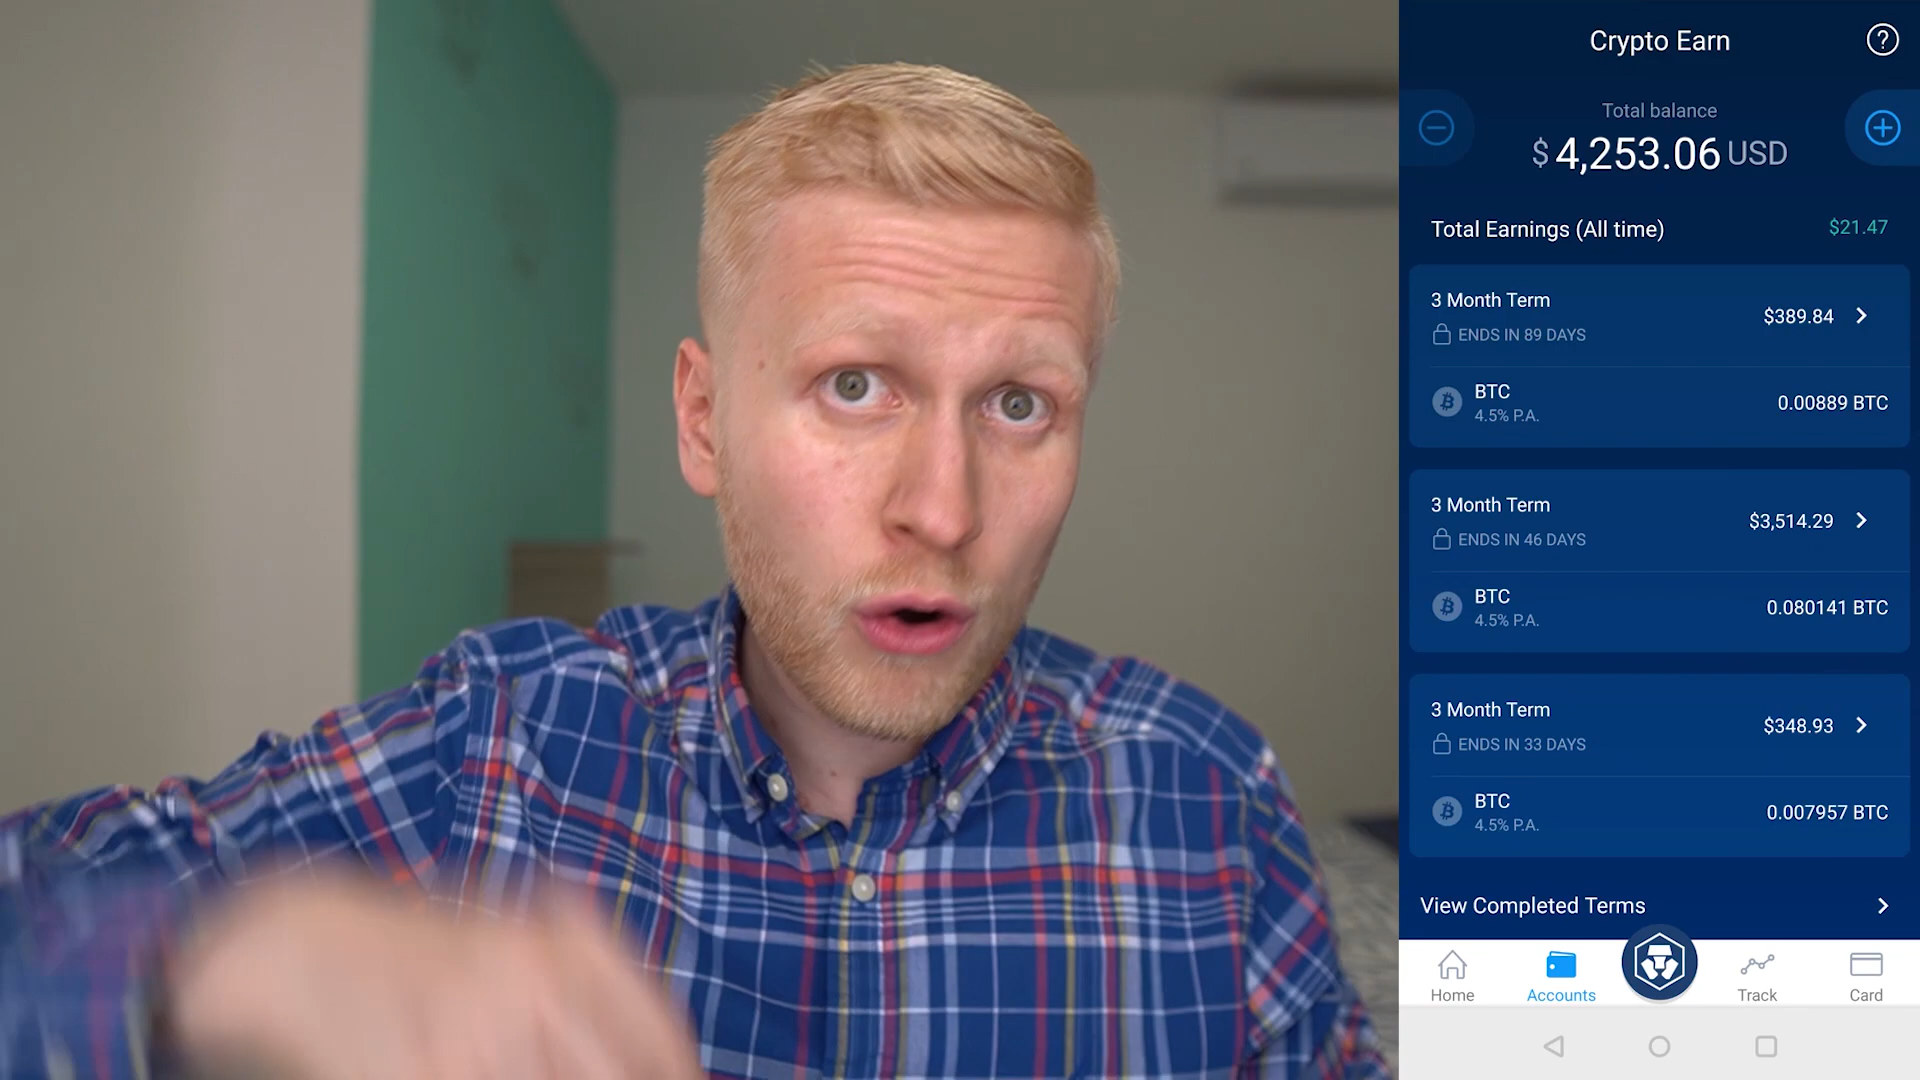 Crypto Earn
Total balance
$ 4,253.06 USD
Total Earnings (All time) $21.47
3 Month Term
$389.84
ENDS IN 89 DAYS
BTC
0.00889 BTC
4.5% P.A.
3 Month Term
$3,514.29
ENDS IN 46 DAYS
BTC
0.080141 BTC
4.5% P.A.
3 Month Term
$348.93
ENDS IN 33 DAYS
BTC
0.007957 BTC
4.5% P.A.
View Completed Terms
Home Accounts Track Card